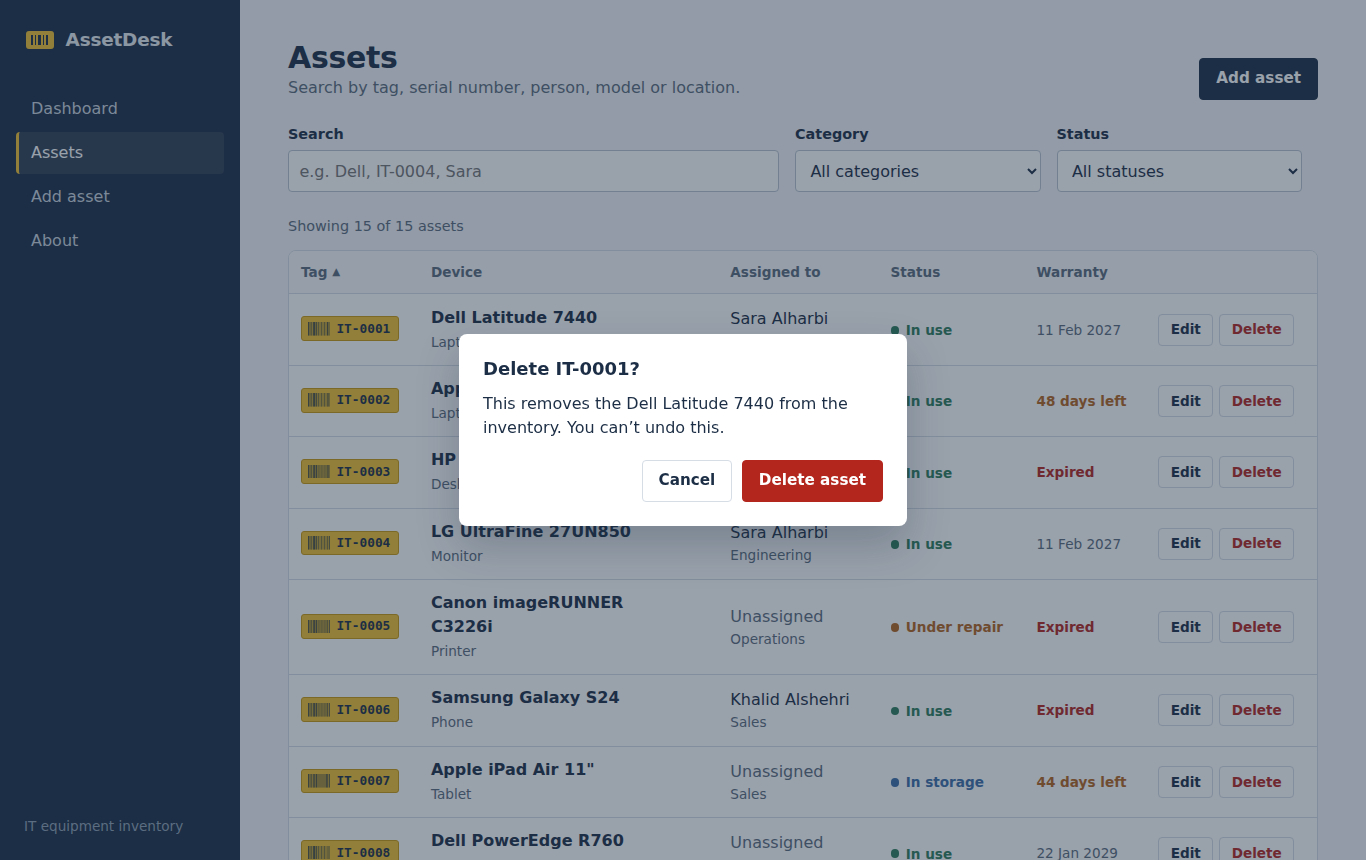 AssetDesk
Dashboard
Assets
Add asset
About
IT equipment inventory
Assets
Search by tag, serial number, person, model or location.
Add asset
Search
Category
Status
e.g. Dell, IT-0004, Sara
All categories
All statuses
Showing 15 of 15 assets
Tag ▲ Device Assigned to Status Warranty
IT-0001 Dell Latitude 7440 Sara Alharbi In use 11 Feb 2027 Edit Delete
IT-0002 In use 48 days left Edit Delete
IT-0003 HP In use Expired Edit Delete
Delete IT-0001?
This removes the Dell Latitude 7440 from the
inventory. You can’t undo this.
Cancel Delete asset
IT-0004 LG UltraFine 27UN850 Sara Alharbi In use 11 Feb 2027 Edit Delete
Monitor Engineering
IT-0005 Canon imageRUNNER Unassigned Under repair Expired Edit Delete
C3226i Operations
Printer
IT-0006 Samsung Galaxy S24 Khalid Alshehri In use Expired Edit Delete
Phone Sales
IT-0007 Apple iPad Air 11" Unassigned In storage 44 days left Edit Delete
Tablet Sales
IT-0008 Dell PowerEdge R760 Unassigned In use 22 Jan 2029 Edit Delete